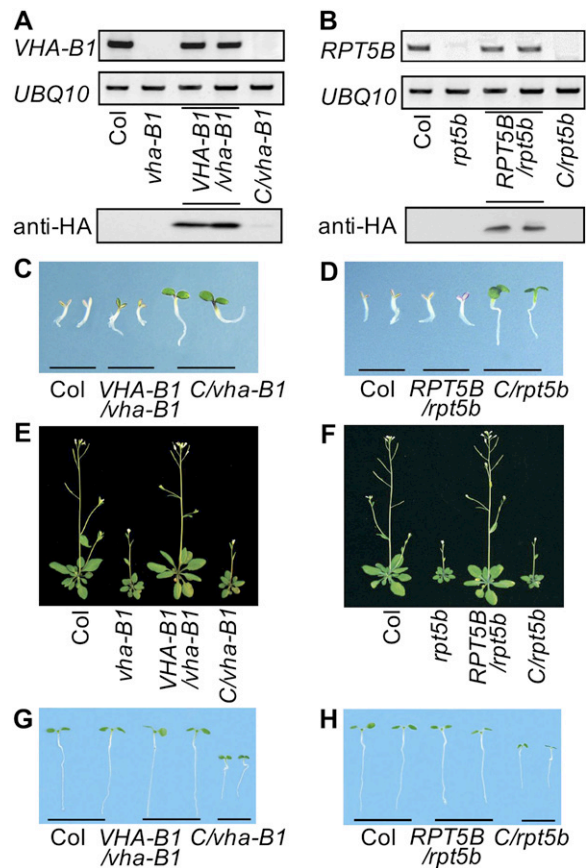 A
VHA-B1
UBQ10
Col
vha-B1
VHA-B1
/vha-B1
C/vha-B1
anti-HA
B
RPT5B
UBQ10
Col
rpt5b
RPT5B
/rpt5b
C/rpt5b
anti-HA
C
Col
VHA-B1
/vha-B1
C/vha-B1
D
Col
RPT5B
/rpt5b
C/rpt5b
E
Col
vha-B1
VHA-B1
/vha-B1
C/vha-B1
F
Col
rpt5b
RPT5B
/rpt5b
C/rpt5b
G
Col
VHA-B1
/vha-B1
C/vha-B1
H
Col
RPT5B
/rpt5b
C/rpt5b